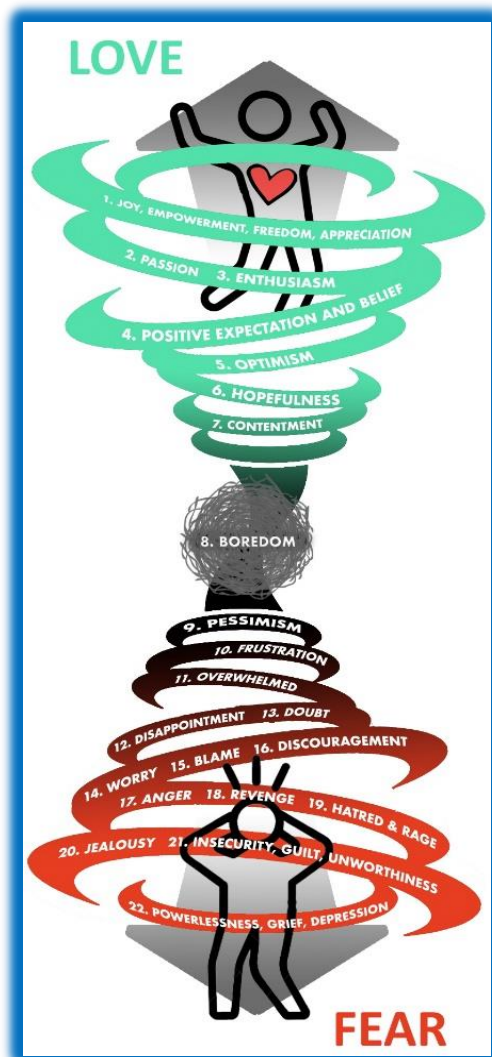 LOVE
1. JOY, EMPOWERMENT, FREEDOM, APPRECIATION
2. PASSION 3. ENTHUSIASM
4. POSITIVE EXPECTATION AND BELIEF
5. OPTIMISM
6. HOPEFULNESS
7. CONTENTMENT
8. BOREDOM
9. PESSIMISM
10. FRUSTRATION
11. OVERWHELMED
12. DISAPPOINTMENT 13. DOUBT
14. WORRY 15. BLAME 16. DISCOURAGEMENT
17. ANGER 18. REVENGE 19. HATRED & RAGE
20. JEALOUSY 21. INSECURITY, GUILT, UNWORTHINESS
22. POWERLESSNESS, GRIEF, DEPRESSION
FEAR